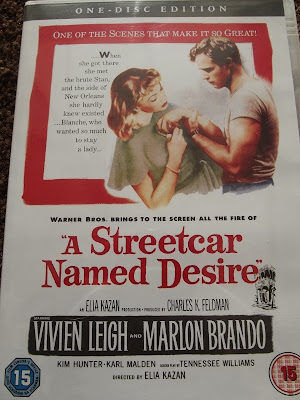 ONE-DISC EDITION
ONE OF THE SCENES THAT MAKE IT SO GREAT!
...When
she got there
she met
the brute Stan,
and the side of
New Orleans
she hardly
knew existed
...Blanche, who
wanted so much
to stay
a lady...
WARNER BROS. BRINGS TO THE SCREEN ALL THE FIRE OF
"A Streetcar
Named Desire"
AN ELIA KAZAN PRODUCTION · PRODUCED BY CHARLES K. FELDMAN
STARRING
VIVIEN LEIGH AND MARLON BRANDO
KIM HUNTER · KARL MALDEN SCREEN PLAY BY TENNESSEE WILLIAMS
DIRECTED BY ELIA KAZAN
15
15